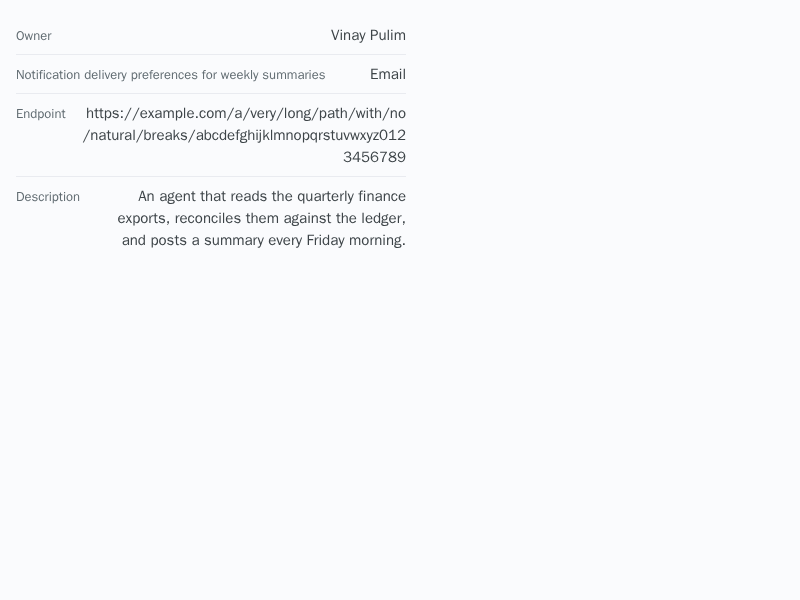 Owner Vinay Pulim
Notification delivery preferences for weekly summaries Email
Endpoint https://example.com/a/very/long/path/with/no
/natural/breaks/abcdefghijklmnopqrstuvwxyz012
3456789
Description An agent that reads the quarterly finance
exports, reconciles them against the ledger,
and posts a summary every Friday morning.